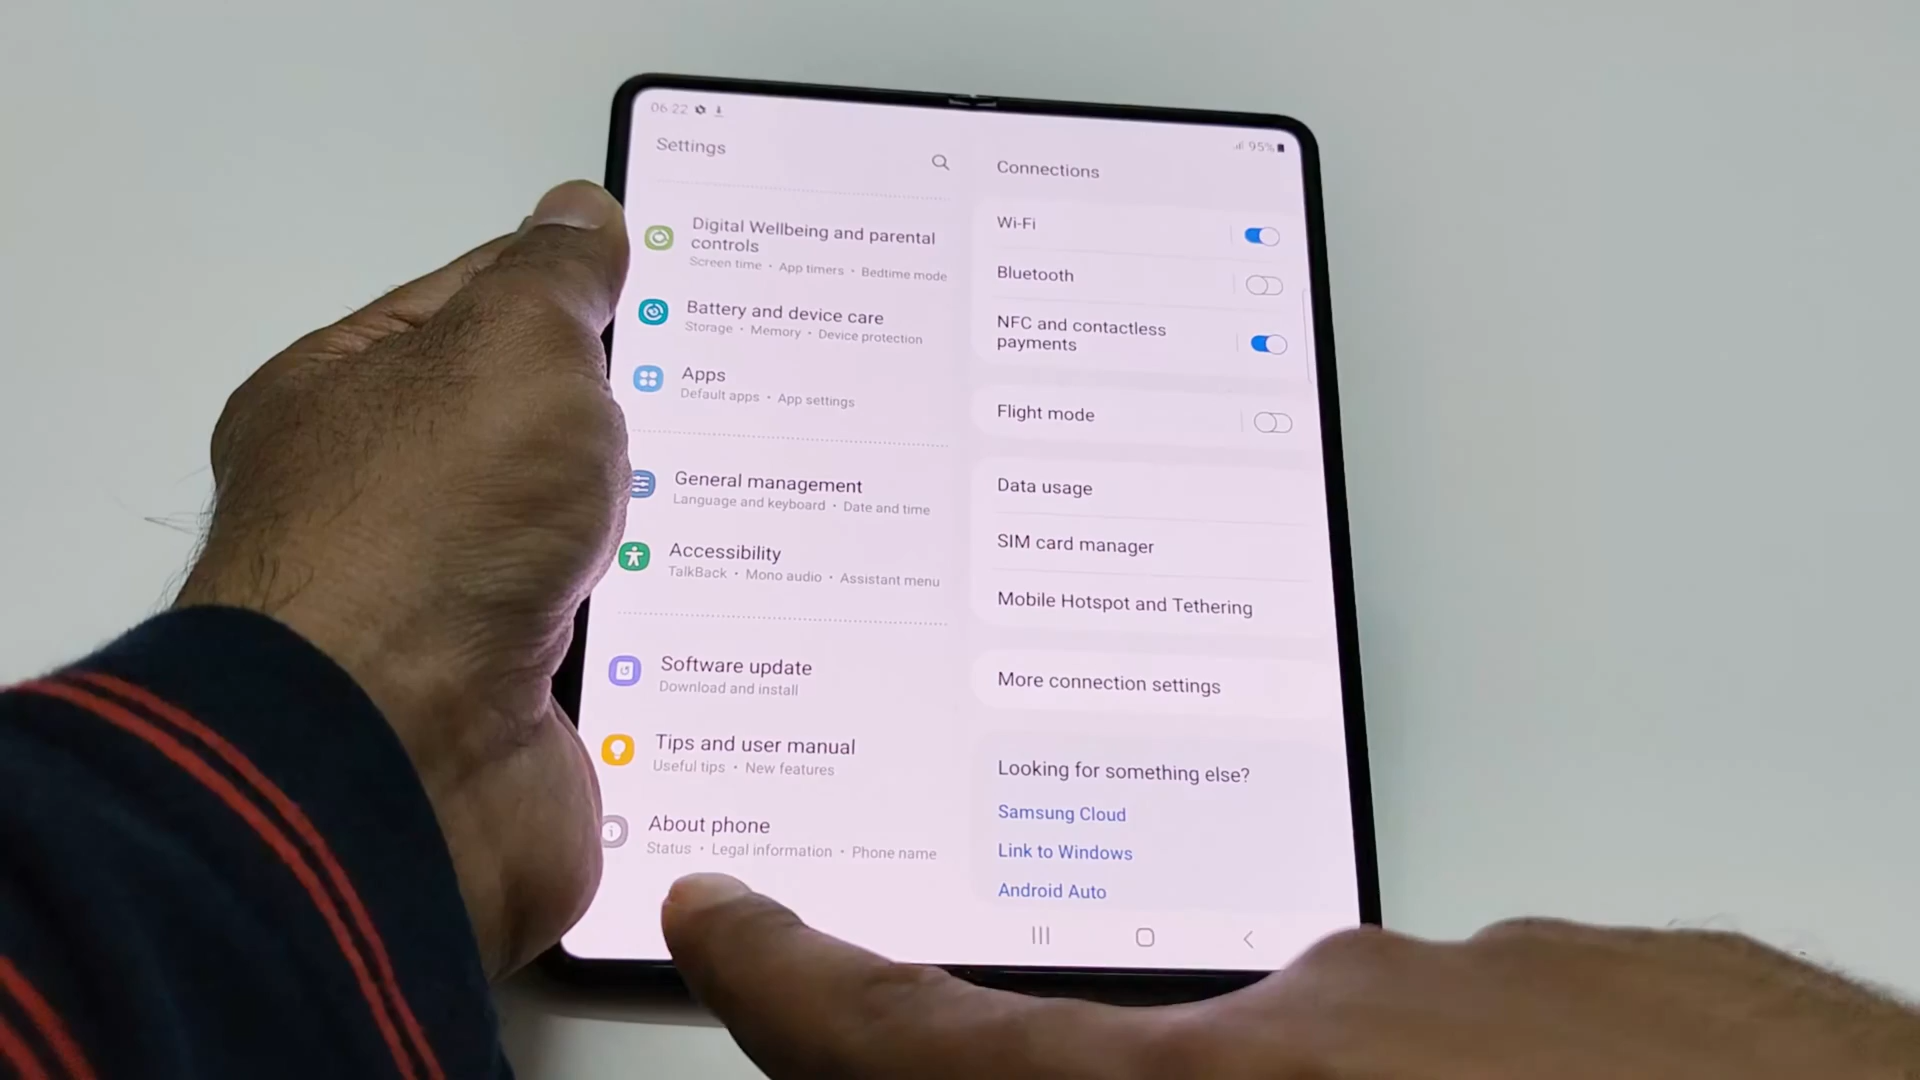 06 22
95%
Settings
Digital Wellbeing and parental
controls
Screen time • App timers • Bedtime mode
Battery and device care
Storage • Memory • Device protection
Apps
Default apps • App settings
General management
Language and keyboard • Date and time
Accessibility
TalkBack • Mono audio • Assistant menu
Software update
Download and install
Tips and user manual
Useful tips • New features
About phone
Status • Legal information • Phone name
Connections
Wi-Fi
Bluetooth
NFC and contactless
payments
Flight mode
Data usage
SIM card manager
Mobile Hotspot and Tethering
More connection settings
Looking for something else?
Samsung Cloud
Link to Windows
Android Auto